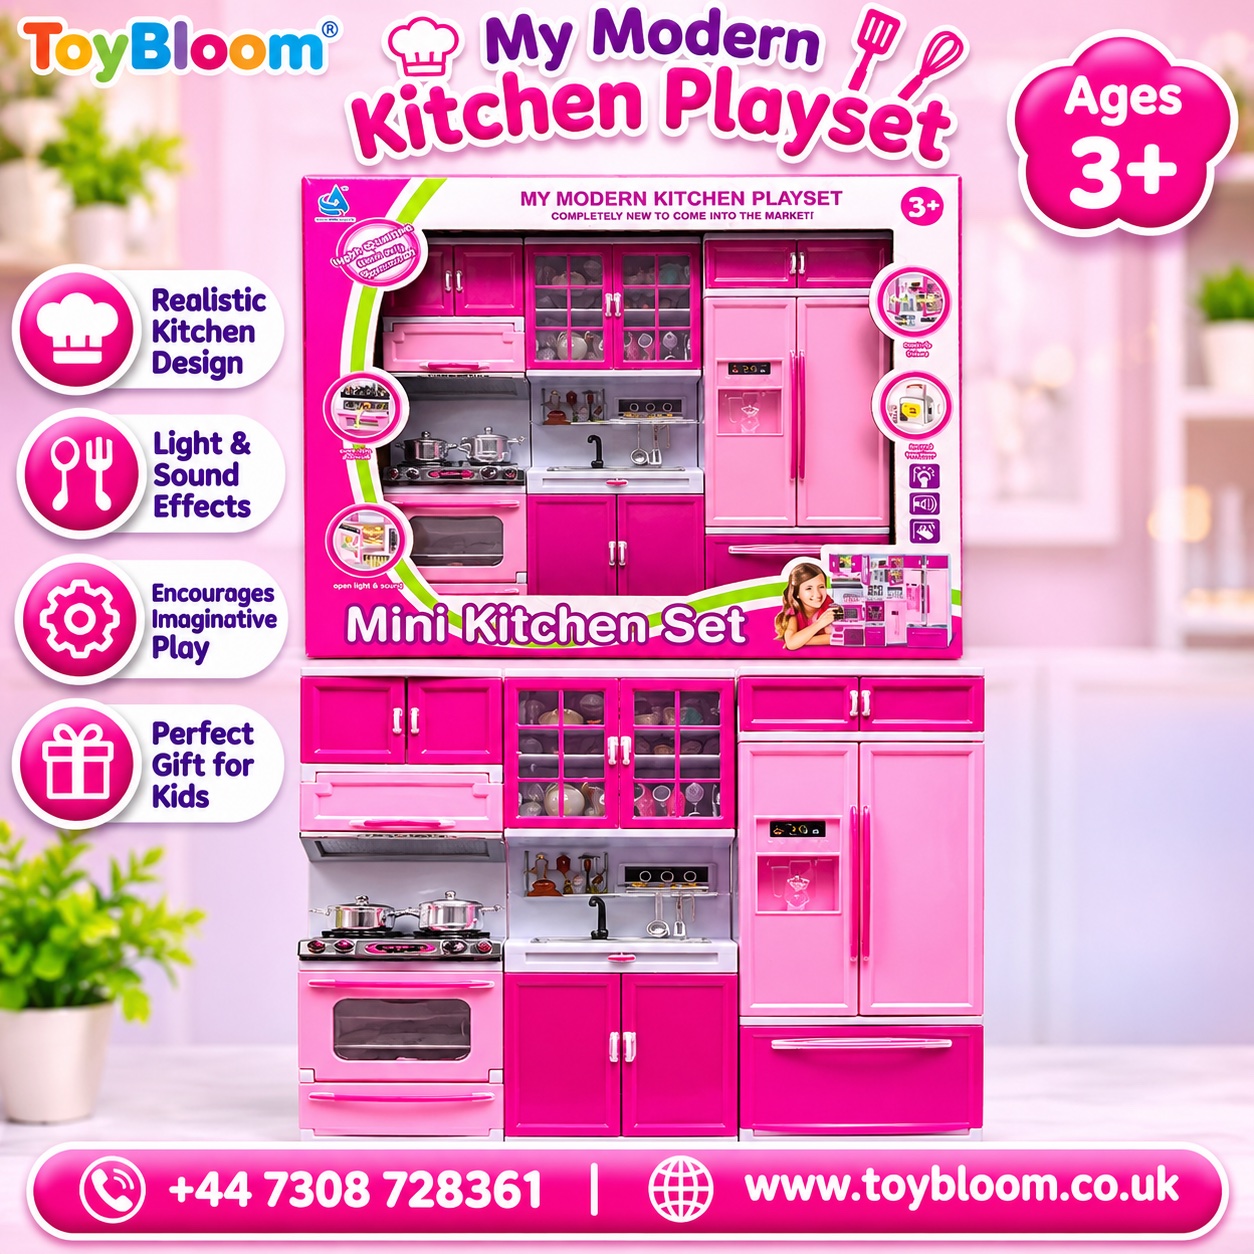 ToyBloom®
My Modern
Kitchen Playset
Ages
3+
MY MODERN KITCHEN PLAYSET
COMPLETELY NEW TO COME INTO THE MARKET!
3+
open light & sound
Mini Kitchen Set
Realistic
Kitchen
Design
Light &
Sound
Effects
Encourages
Imaginative
Play
Perfect
Gift for
Kids
+44 7308 728361 | www.toybloom.co.uk